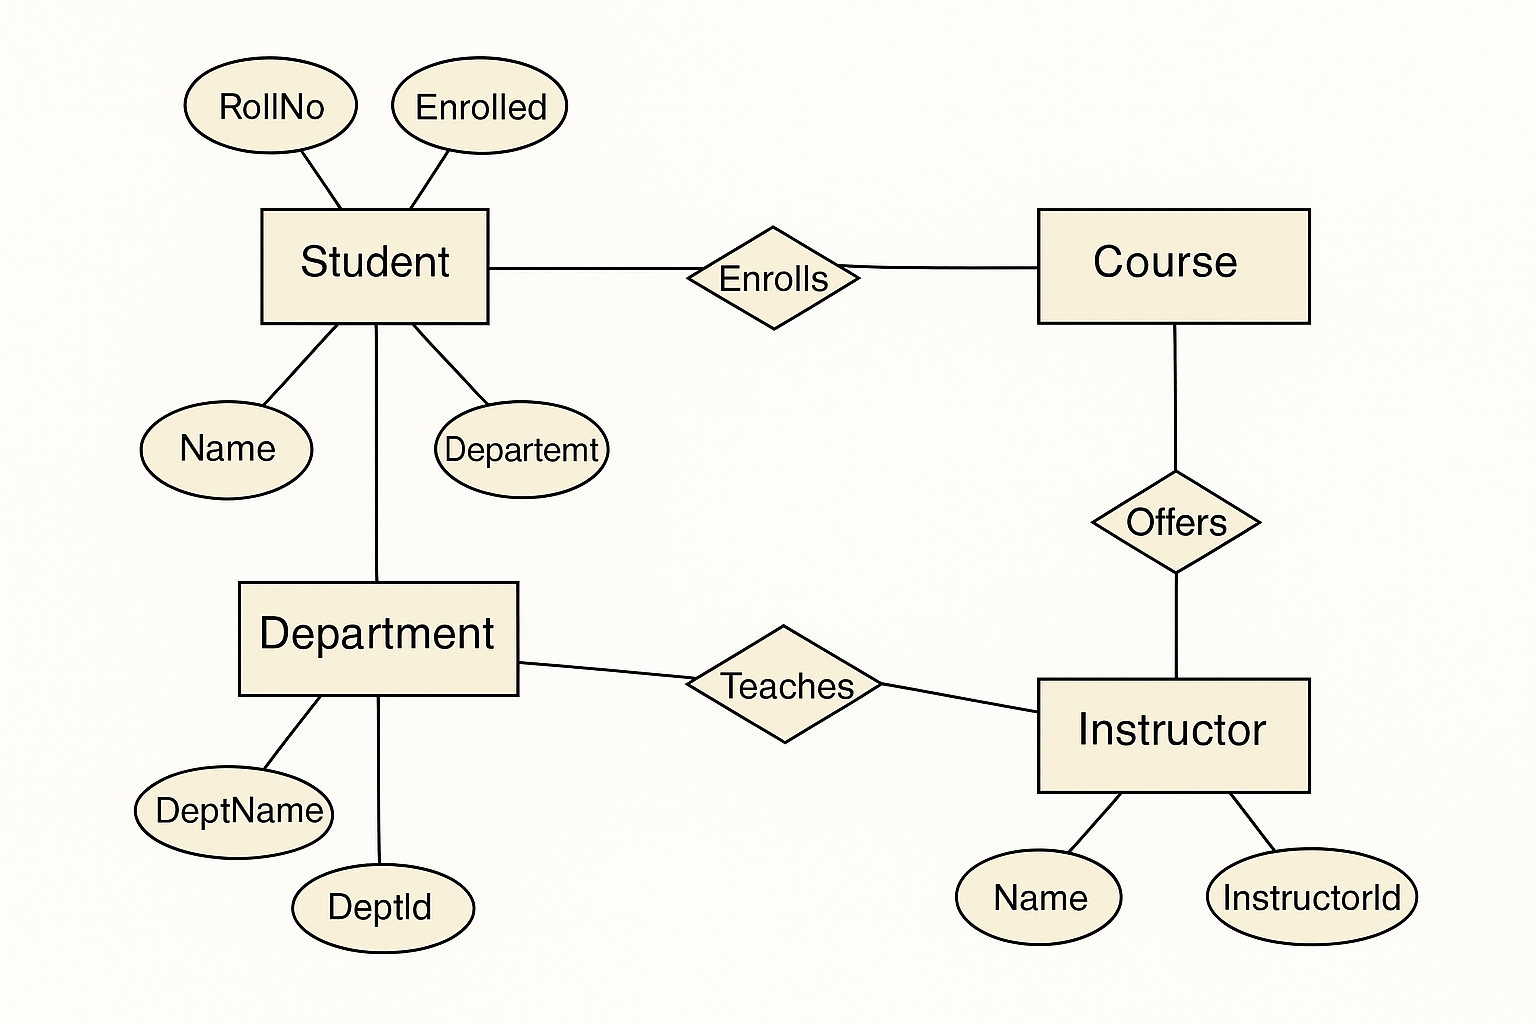 RollNo
Enrolled
Student
Enrolls
Course
Name
Departemt
Offers
Department
Teaches
Instructor
DeptName
DeptId
Name
InstructorId